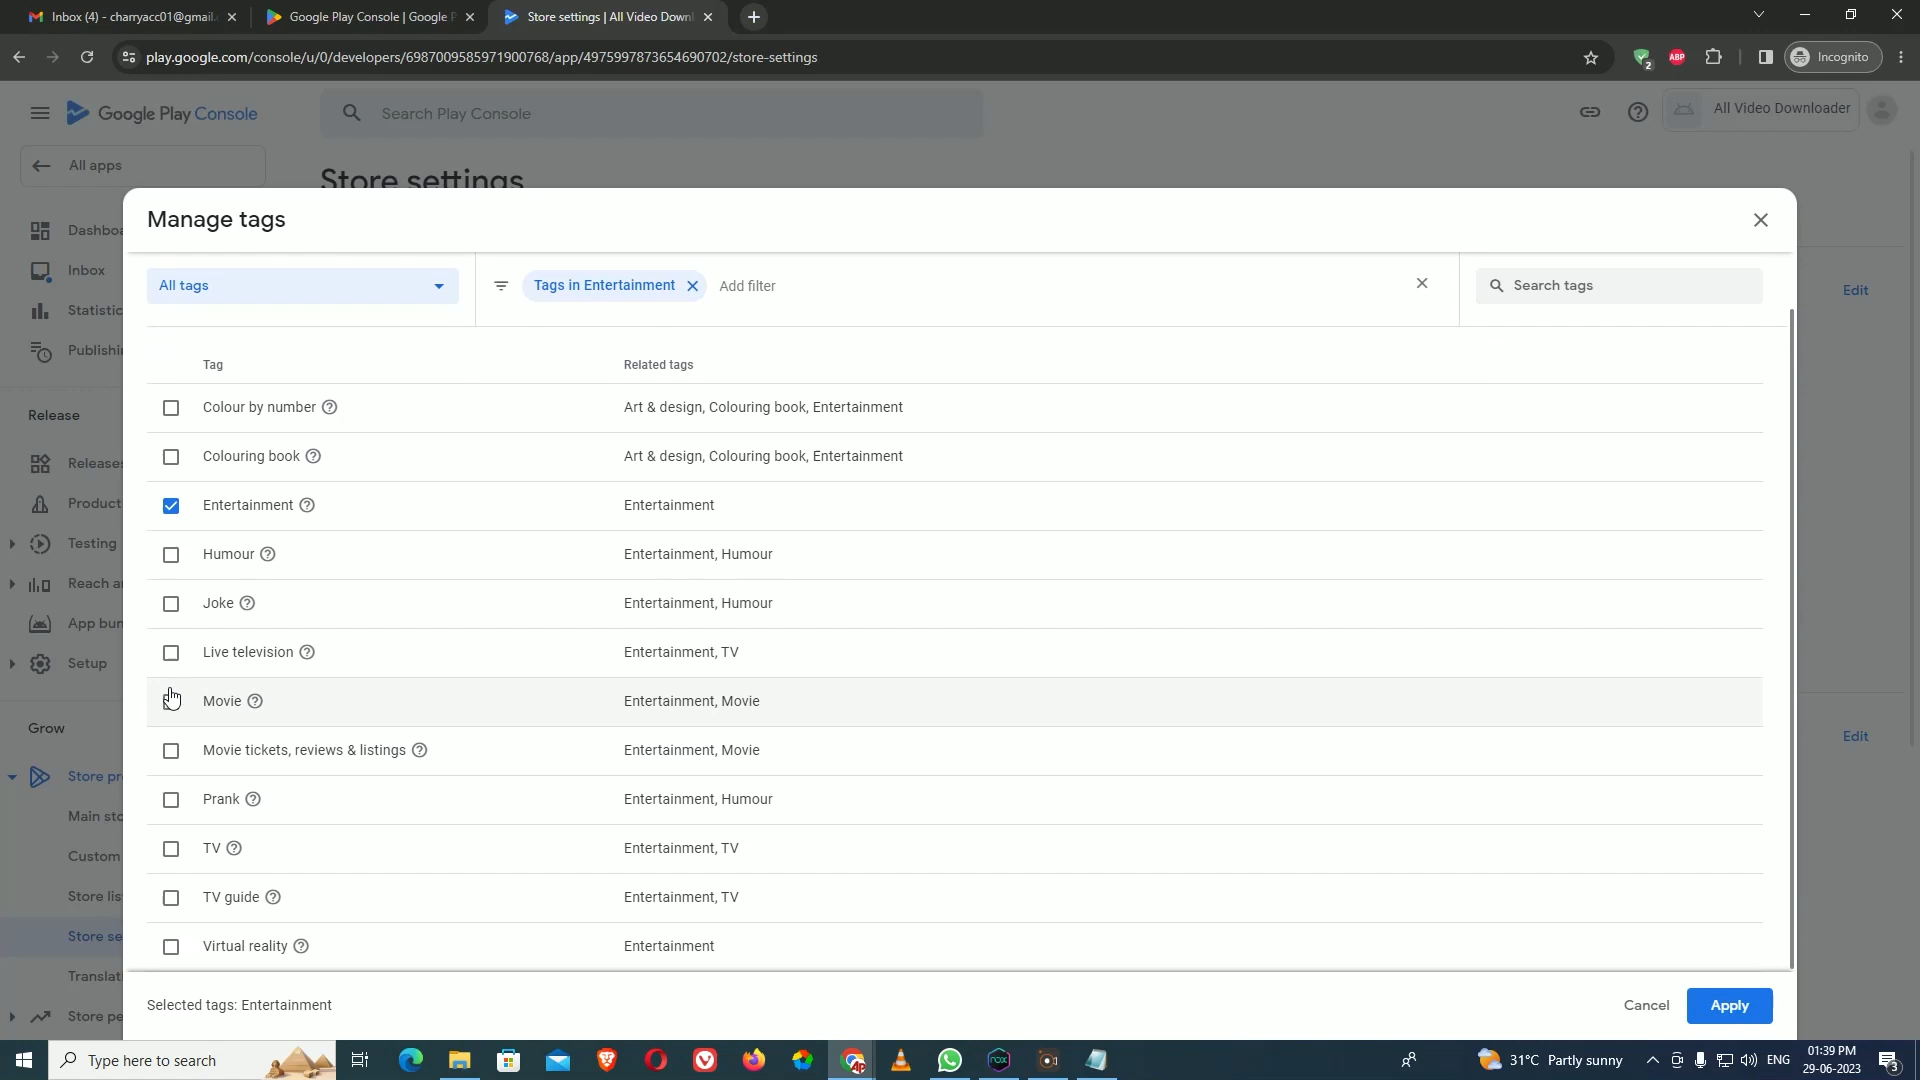 Inbox (4) - charryacc01@gmail.
Google Play Console | Google P
Store settings | All Video Down
play.google.com/console/u/0/developers/6987009585971900768/app/4975997873654690702/store-settings
2
ABP
Incognito
Google Play Console
Search Play Console
All Video Downloader
All apps
Store settings
Manage tags
Dashboa
Inbox
Statistic
Publishi
Release
Releases
Product
Testing
Reach a
App bun
Setup
Grow
Store pr
Main sto
Custom
Store lis
Store se
Translat
Store pe
All tags
Tags in Entertainment
Add filter
Search tags
Edit
Tag
Related tags
Colour by number
Art & design, Colouring book, Entertainment
Colouring book
Art & design, Colouring book, Entertainment
Entertainment
Entertainment
Humour
Entertainment, Humour
Joke
Entertainment, Humour
Live television
Entertainment, TV
Movie
Entertainment, Movie
Edit
Movie tickets, reviews & listings
Entertainment, Movie
Prank
Entertainment, Humour
TV
Entertainment, TV
TV guide
Entertainment, TV
Virtual reality
Entertainment
Selected tags: Entertainment
Cancel
Apply
Type here to search
31°C Partly sunny
ENG
01:39 PM
29-06-2023
3